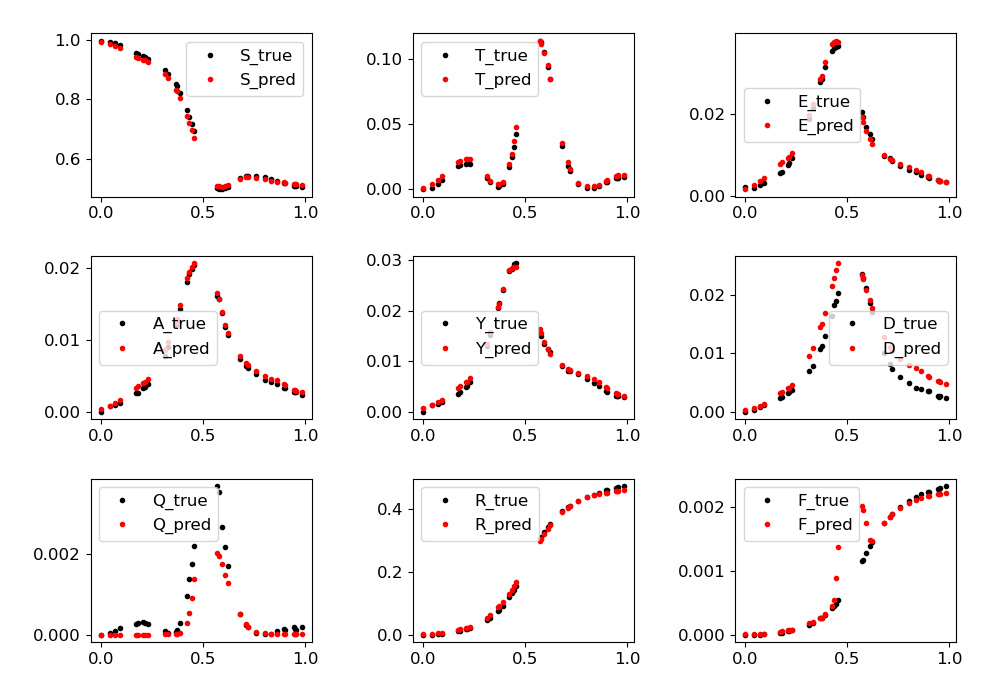 1.0
0.8
0.6
0.0
0.5
1.0
S_true
S_pred
0.10
0.05
0.00
0.0
0.5
1.0
T_true
T_pred
0.02
0.00
0.0
0.5
1.0
E_true
E_pred
0.02
0.01
0.00
0.0
0.5
1.0
A_true
A_pred
0.03
0.02
0.01
0.00
0.0
0.5
1.0
Y_true
Y_pred
0.02
0.01
0.00
0.0
0.5
1.0
D_true
D_pred
0.002
0.000
0.0
0.5
1.0
Q_true
Q_pred
0.4
0.2
0.0
0.0
0.5
1.0
R_true
R_pred
0.002
0.001
0.000
0.0
0.5
1.0
F_true
F_pred